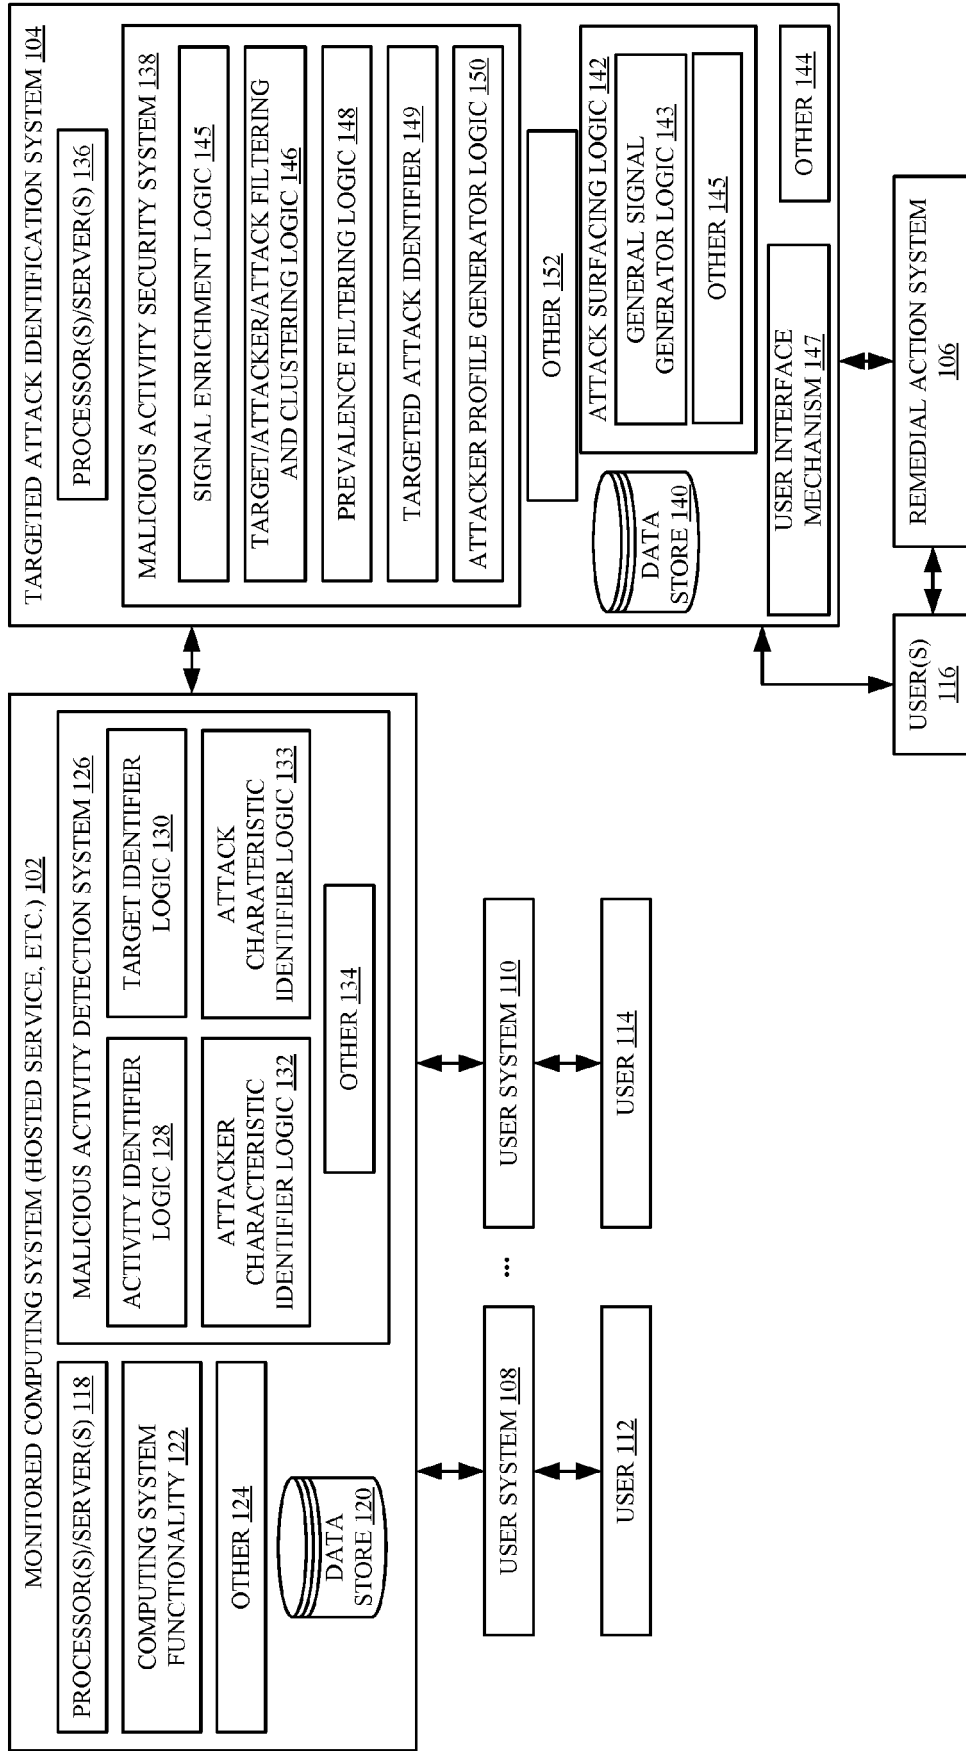 MONITORED COMPUTING SYSTEM (HOSTED SERVICE, ETC.) 102
PROCESSOR(S)/SERVER(S) 118
COMPUTING SYSTEM
FUNCTIONALITY 122
OTHER 124
DATA
STORE 120
MALICIOUS ACTIVITY DETECTION SYSTEM 126
ACTIVITY IDENTIFIER
LOGIC 128
TARGET IDENTIFIER
LOGIC 130
ATTACKER
CHARACTERISTIC
IDENTIFIER LOGIC 132
ATTACK
CHARATERISTIC
IDENTIFIER LOGIC 133
OTHER 134
USER SYSTEM 108
...
USER SYSTEM 110
USER 112
USER 114
TARGETED ATTACK IDENTIFICATION SYSTEM 104
PROCESSOR(S)/SERVER(S) 136
MALICIOUS ACTIVITY SECURITY SYSTEM 138
SIGNAL ENRICHMENT LOGIC 145
TARGET/ATTACKER/ATTACK FILTERING
AND CLUSTERING LOGIC 146
PREVALENCE FILTERING LOGIC 148
TARGETED ATTACK IDENTIFIER 149
ATTACKER PROFILE GENERATOR LOGIC 150
OTHER 152
DATA
STORE 140
ATTACK SURFACING LOGIC 142
GENERAL SIGNAL
GENERATOR LOGIC 143
OTHER 145
USER INTERFACE
MECHANISM 147
OTHER 144
USER(S)
116
REMEDIAL ACTION SYSTEM
106